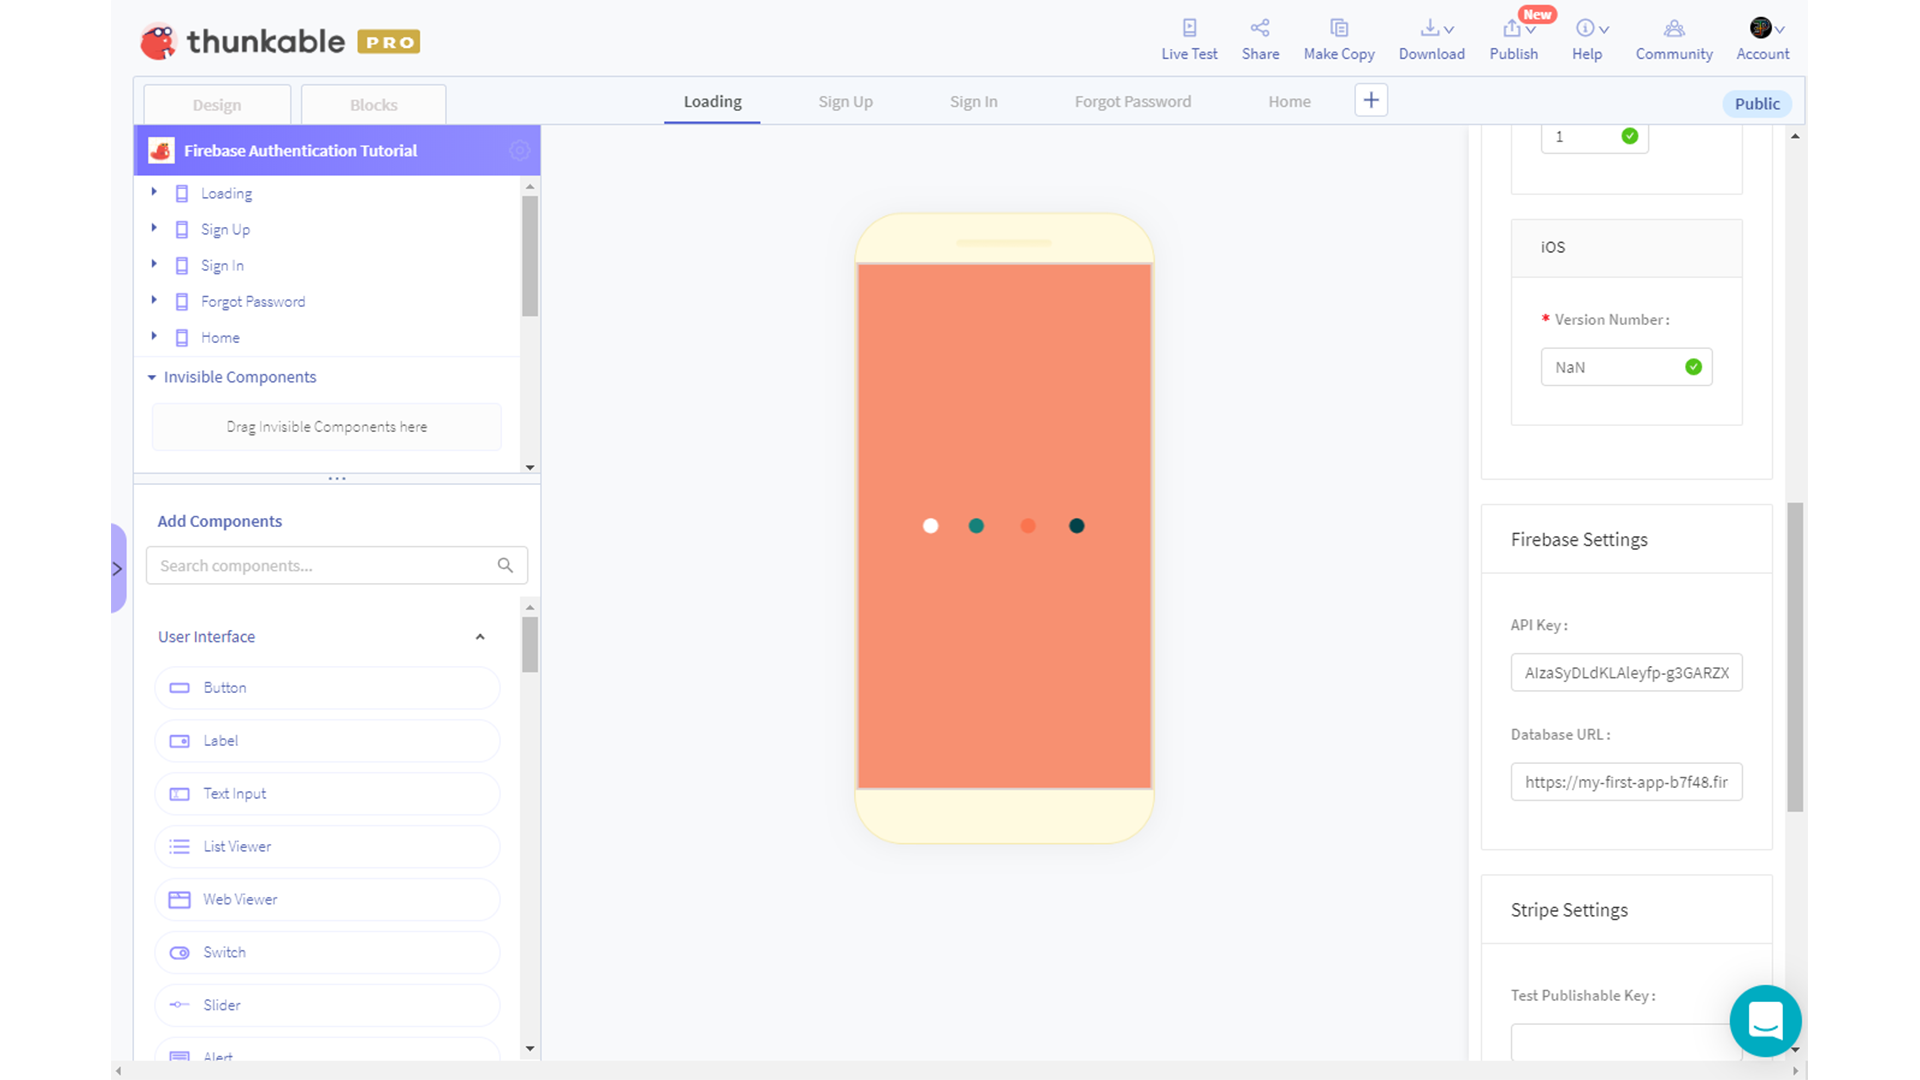 thunkable PRO
Live Test
Share
Make Copy
Download
New
Publish
Help
Community
Account
Design
Blocks
Loading
Sign Up
Sign In
Forgot Password
Home
+
Public
Firebase Authentication Tutorial
Loading
Sign Up
Sign In
Forgot Password
Home
Invisible Components
Drag Invisible Components here
Add Components
Search components...
User Interface
Button
Label
Text Input
List Viewer
Web Viewer
Switch
Slider
Alert
1
iOS
* Version Number:
NaN
Firebase Settings
API Key:
AIzaSyDLdKLAleyfp-g3GARZX
Database URL:
https://my-first-app-b7f48.fir
Stripe Settings
Test Publishable Key: